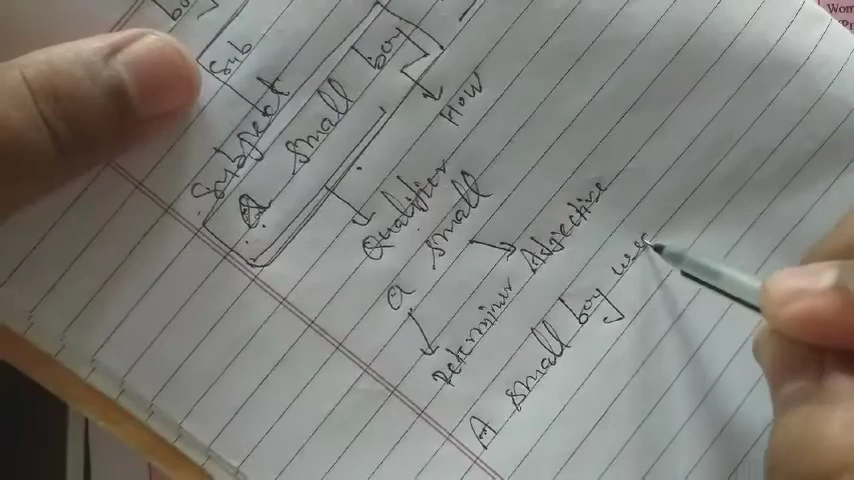 Sub
Subject
A small boy
How
Qualifier
a small
Determiner Adjective
A small boy